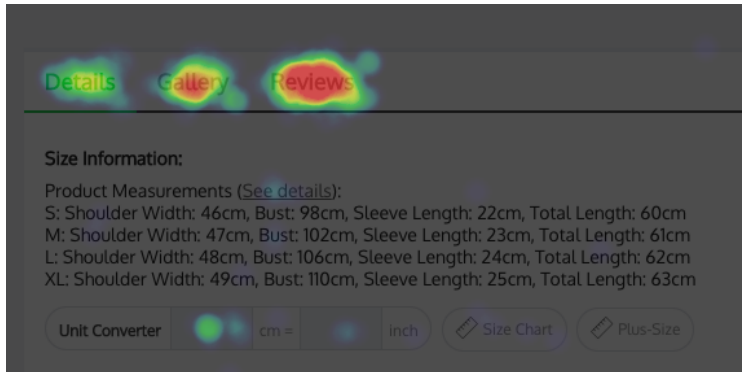 Details Gallery Reviews
Size Information:
Product Measurements (See details):
S: Shoulder Width: 46cm, Bust: 98cm, Sleeve Length: 22cm, Total Length: 60cm
M: Shoulder Width: 47cm, Bust: 102cm, Sleeve Length: 23cm, Total Length: 61cm
L: Shoulder Width: 48cm, Bust: 106cm, Sleeve Length: 24cm, Total Length: 62cm
XL: Shoulder Width: 49cm, Bust: 110cm, Sleeve Length: 25cm, Total Length: 63cm
Unit Converter cm = inch Size Chart Plus-Size